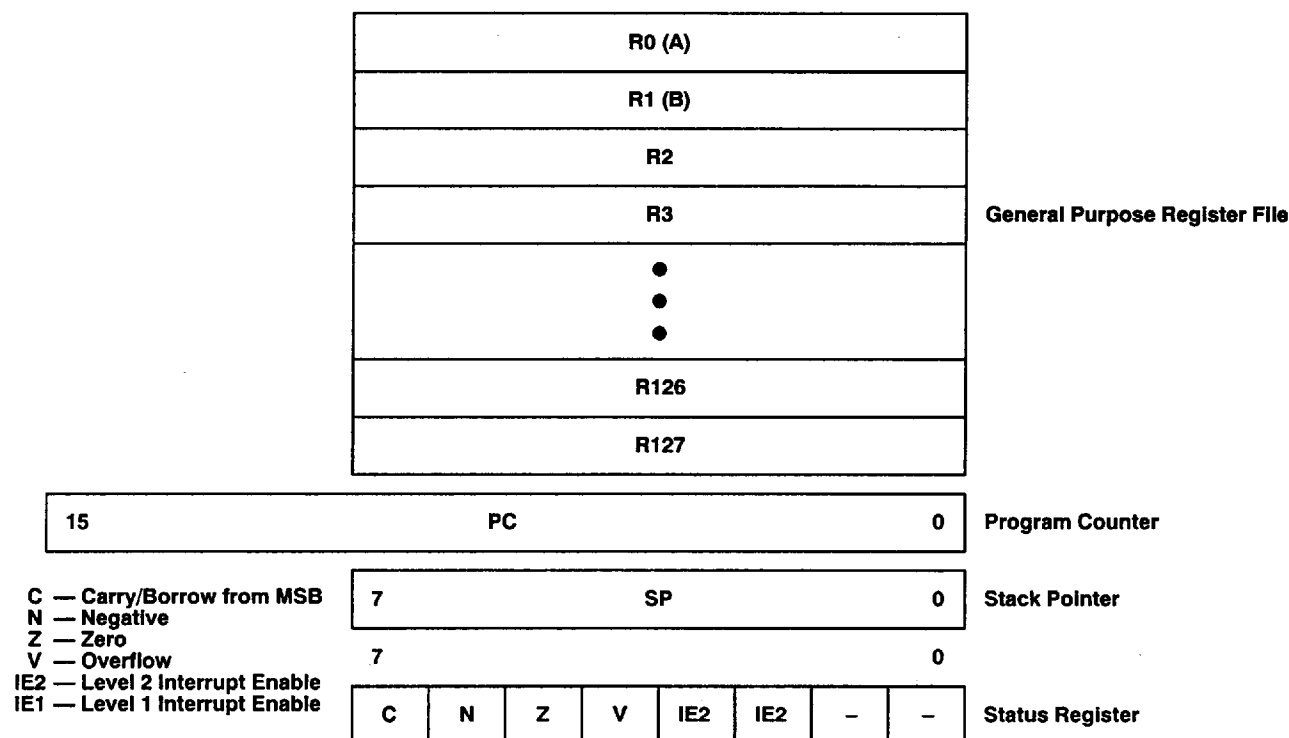 R0 (A)
R1 (B)
R2
R3
General Purpose Register File
R126
R127
15 PC 0 Program Counter
C — Carry/Borrow from MSB
N — Negative
Z — Zero
V — Overflow
IE2 — Level 2 Interrupt Enable
IE1 — Level 1 Interrupt Enable
7 SP 0 Stack Pointer
7 0
C N Z V IE2 IE2 – – Status Register